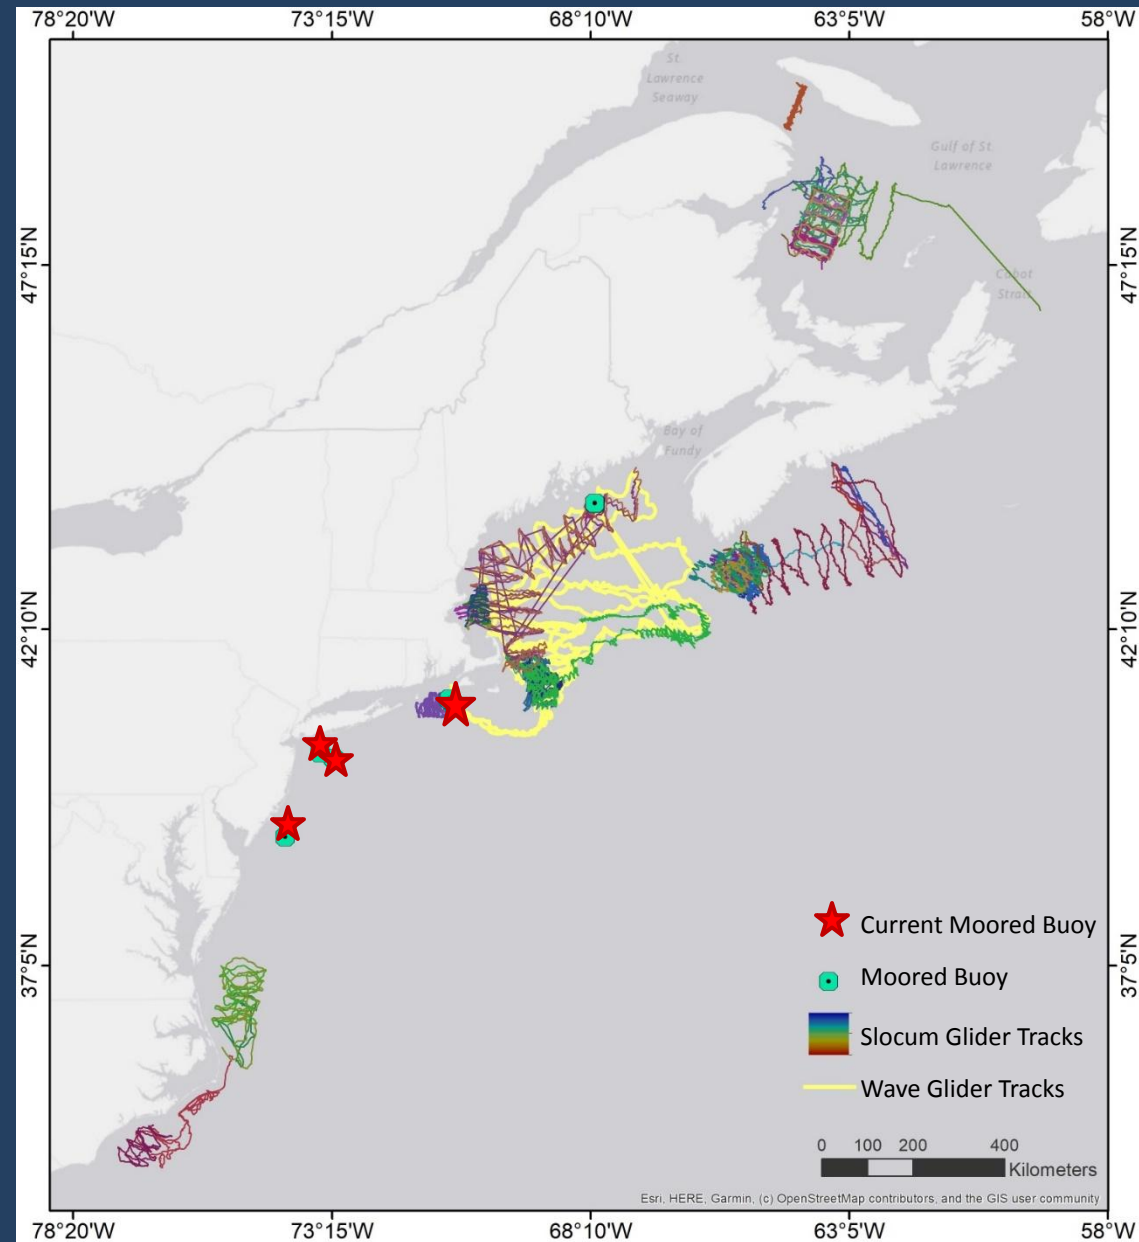 78°20'W 73°15'W 68°10'W 63°5'W 58°W
St.
Lawrence
Seaway
Gulf of St.
Lawrence
47°15'N
47°15'N
Cabot
Strait
Bay of
Fundy
42°10'N
42°10'N
Current Moored Buoy
37°5'N
37°5'N
Moored Buoy
Slocum Glider Tracks
Wave Glider Tracks
0 100 200 400
Kilometers
Esri, HERE, Garmin, (c) OpenStreetMap contributors, and the GIS user community
78°20'W 73°15'W 68°10'W 63°5'W 58°W